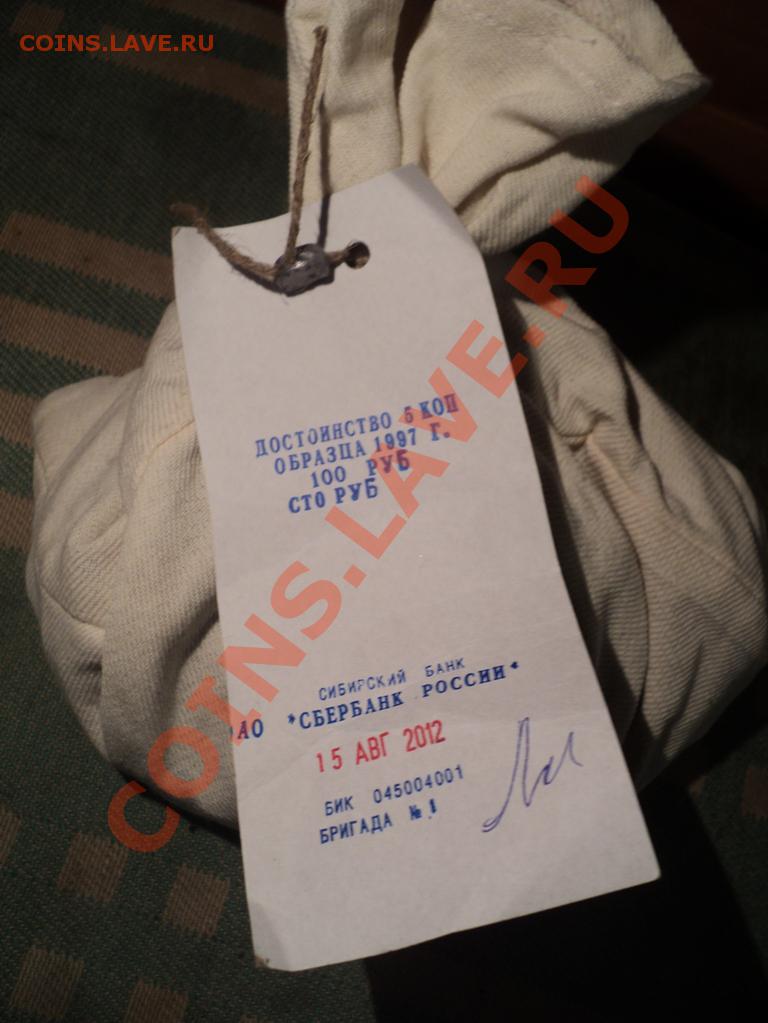 COINS.LAVE.RU
ДОСТОИНСТВО 5 КОП
ОБРАЗЦА 1997 Г.
100 РУБ
СТО РУБ
СИБИРСКИЙ БАНК
АО "СБЕРБАНК РОССИИ"
15 АВГ 2012
БИК 045004001
БРИГАДА № 1
COINS.LAVE.RU